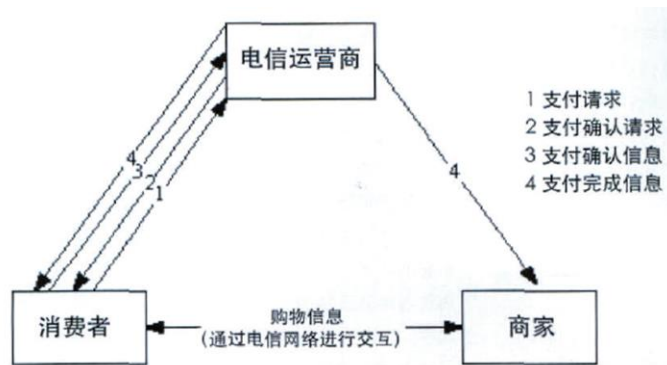 电信运营商
1 支付请求
2 支付确认请求
3 支付确认信息
4 支付完成信息
4
3
2
1
4
消费者
购物信息
(通过电信网络进行交互)
商家